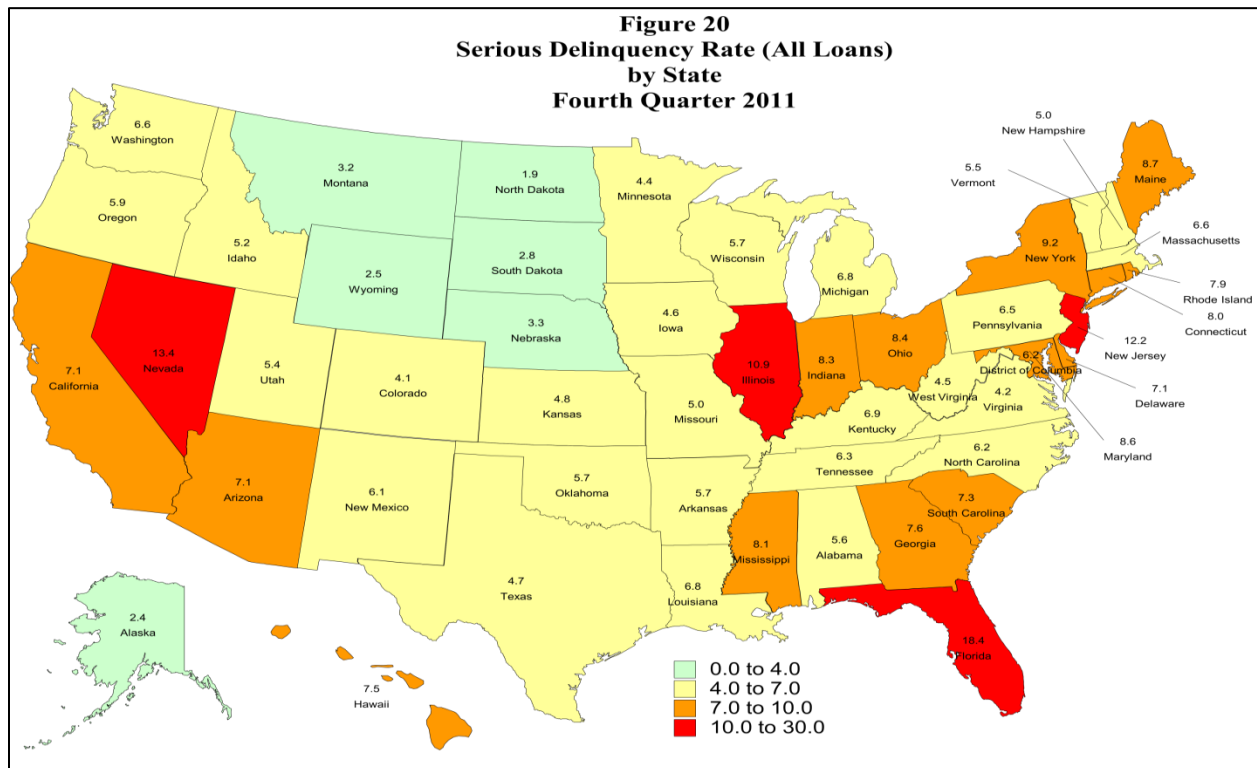 Figure 20
Serious Delinquency Rate (All Loans)
by State
Fourth Quarter 2011
6.6
Washington
5.9
Oregon
5.2
Idaho
3.2
Montana
1.9
North Dakota
4.4
Minnesota
2.8
South Dakota
2.5
Wyoming
3.3
Nebraska
5.7
Wisconsin
6.8
Michigan
4.6
Iowa
5.0
New Hampshire
5.5
Vermont
8.7
Maine
6.6
Massachusetts
9.2
New York
7.9
Rhode Island
8.0
Connecticut
6.5
Pennsylvania
12.2
New Jersey
7.1
California
13.4
Nevada
5.4
Utah
4.1
Colorado
4.8
Kansas
5.0
Missouri
10.9
Illinois
8.3
Indiana
8.4
Ohio
6.2
District of Columbia
4.5
West Virginia
4.2
Virginia
7.1
Delaware
8.6
Maryland
6.9
Kentucky
6.3
Tennessee
6.2
North Carolina
7.1
Arizona
6.1
New Mexico
5.7
Oklahoma
5.7
Arkansas
7.3
South Carolina
7.6
Georgia
5.6
Alabama
8.1
Mississippi
6.8
Louisiana
4.7
Texas
18.4
Florida
2.4
Alaska
7.5
Hawaii
0.0 to 4.0
4.0 to 7.0
7.0 to 10.0
10.0 to 30.0